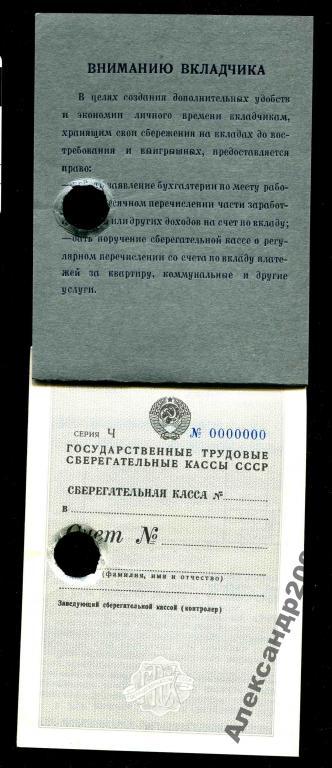 ВНИМАНИЮ ВКЛАДЧИКА
В целях создания дополнительных удобств
и экономии личного времени вкладчикам,
хранящим свои сбережения на вкладах до вос-
требования и выигрышных, предоставляется
право:
заявление бухгалтерии по месту рабо-
перечислении части заработ-
или других доходов на счет по вкладу;
—дать поручение сберегательной кассе о регу-
лярном перечислении со счета по вкладу плате-
жей за квартиру, коммунальные и другие
услуги.
СЕРИЯ Ч № 0000000
ГОСУДАРСТВЕННЫЕ ТРУДОВЫЕ
СБЕРЕГАТЕЛЬНЫЕ КАССЫ СССР
СБЕРЕГАТЕЛЬНАЯ КАССА №
в
Счет №
(фамилия, имя и отчество)
Заведующий сберегательной кассой (контролер)